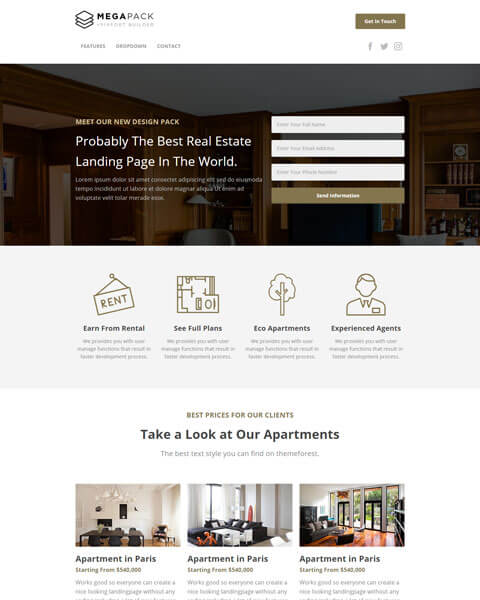 MEGAPACK
Get In Touch
FEATURES DROPDOWN CONTACT
MEET OUR NEW DESIGN PACK
Probably The Best Real Estate
Landing Page In The World.
Lorem ipsum dolor sit amet consectet adipiscing elit sed do eiusmoda
tempo incididunt ut labore et dolore magnar aliqua Ut enim ad
voluptate velit tolar merade esse.
Enter Your Full Name
Enter Your Email Address
Enter Your Phone Number
Send Information
RENT
Earn From Rental
We provides you with user
manage functions that result in
faster development process.
See Full Plans
We provides you with user
manage functions that result in
faster development process.
Eco Apartments
We provides you with user
manage functions that result in
faster development process.
Experienced Agents
We provides you with user
manage functions that result in
faster development process.
BEST PRICES FOR OUR CLIENTS
Take a Look at Our Apartments
The best text style you can find on themeforest.
Apartment in Paris
Starting From $540,000
Works good so everyone can create a
nice looking landingpage without any
Apartment in Paris
Starting From $540,000
Works good so everyone can create a
nice looking landingpage without any
Apartment in Paris
Starting From $540,000
Works good so everyone can create a
nice looking landingpage without any